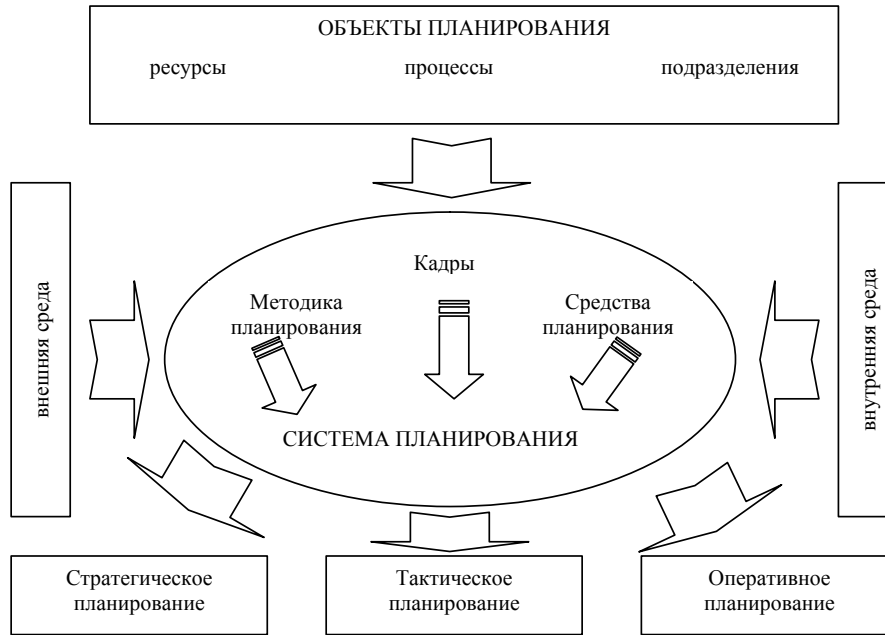 ОБЪЕКТЫ ПЛАНИРОВАНИЯ
ресурсы процессы подразделения
внешняя среда
Кадры
Методика
планирования
Средства
планирования
СИСТЕМА ПЛАНИРОВАНИЯ
внутренняя среда
Стратегическое
планирование
Тактическое
планирование
Оперативное
планирование